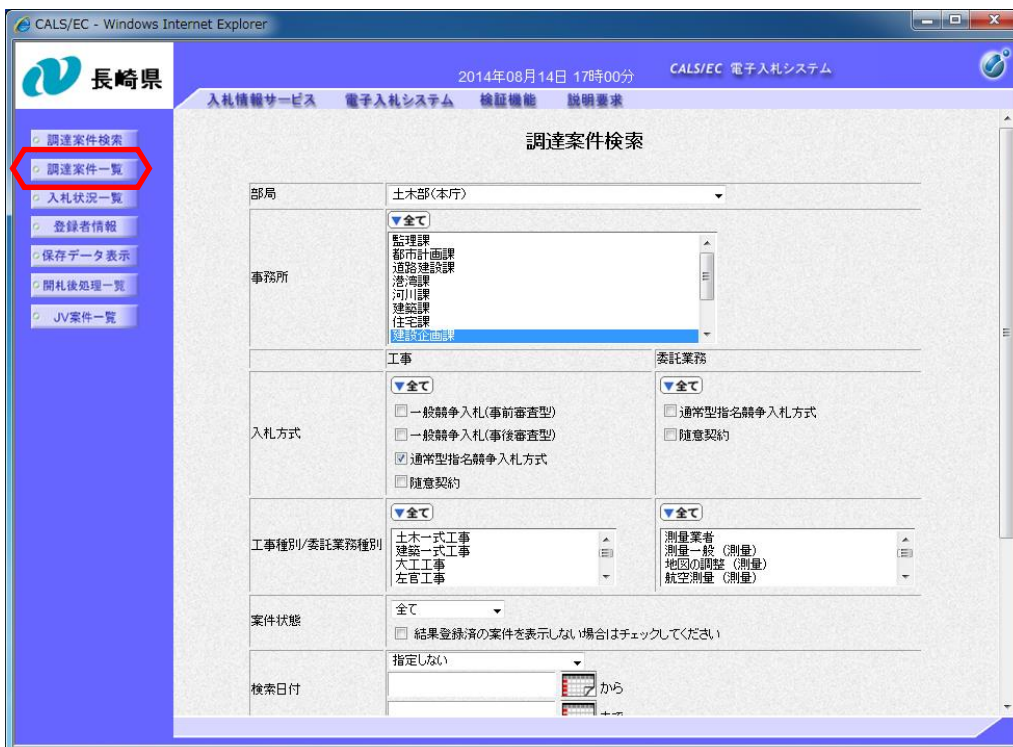 CALS/EC - Windows Internet Explorer
長崎県
2014年08月14日 17時00分
CALS/EC 電子入札システム
入札情報サービス 電子入札システム 検証機能 説明要求
調達案件検索
調達案件一覧
入札状況一覧
登録者情報
保存データ表示
開札後処理一覧
JV案件一覧
調達案件検索
部局 土木部(本庁)
事務所
▼全て
監理課
都市計画課
道路建設課
港湾課
河川課
建築課
住宅課
建設企画課
工事 委託業務
入札方式
▼全て ▼全て
一般競争入札(事前審査型) 通常型指名競争入札方式
一般競争入札(事後審査型) 随意契約
通常型指名競争入札方式
随意契約
工事種別/委託業務種別
▼全て ▼全て
土木一式工事 測量業者
建築一式工事 測量一般 (測量)
大工工事 地図の調整 (測量)
左官工事 航空測量 (測量)
案件状態
全て
結果登録済の案件を表示しない場合はチェックしてください
検索日付
指定しない
から